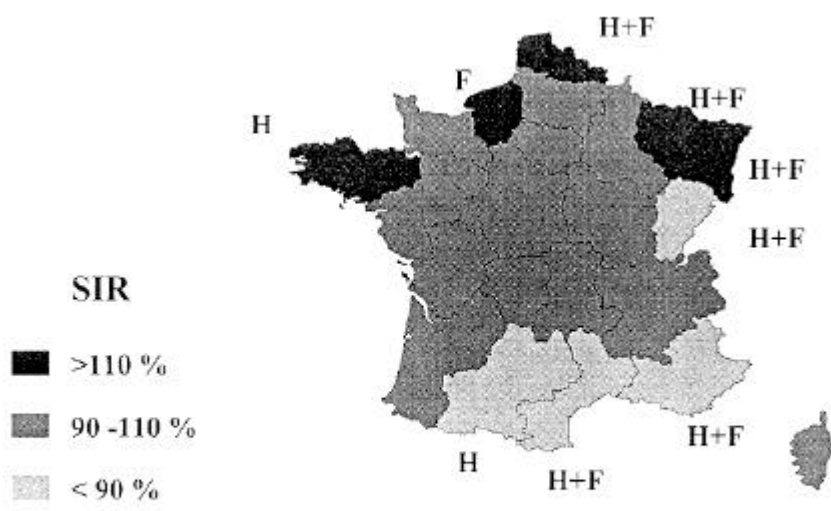 H+F
F
H+F
H
H+F
H+F
SIR
>110 %
90 -110 %
< 90 %
H+F
H
H+F